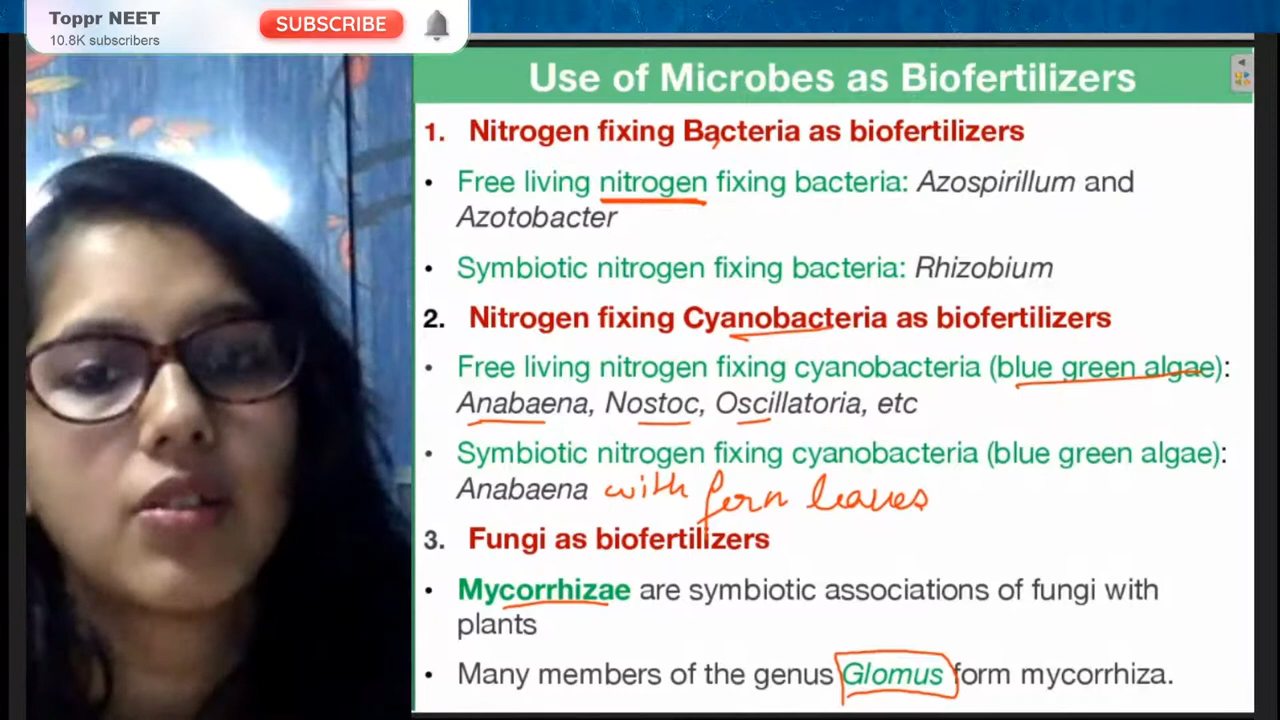 Toppr NEET
10.8K subscribers
SUBSCRIBE
Use of Microbes as Biofertilizers
1. Nitrogen fixing Bacteria as biofertilizers
• Free living nitrogen fixing bacteria: Azospirillum and
Azotobacter
• Symbiotic nitrogen fixing bacteria: Rhizobium
2. Nitrogen fixing Cyanobacteria as biofertilizers
• Free living nitrogen fixing cyanobacteria (blue green algae):
Anabaena, Nostoc, Oscillatoria, etc
• Symbiotic nitrogen fixing cyanobacteria (blue green algae):
Anabaena with fern leaves
3. Fungi as biofertilizers
• Mycorrhizae are symbiotic associations of fungi with
plants
• Many members of the genus Glomus form mycorrhiza.